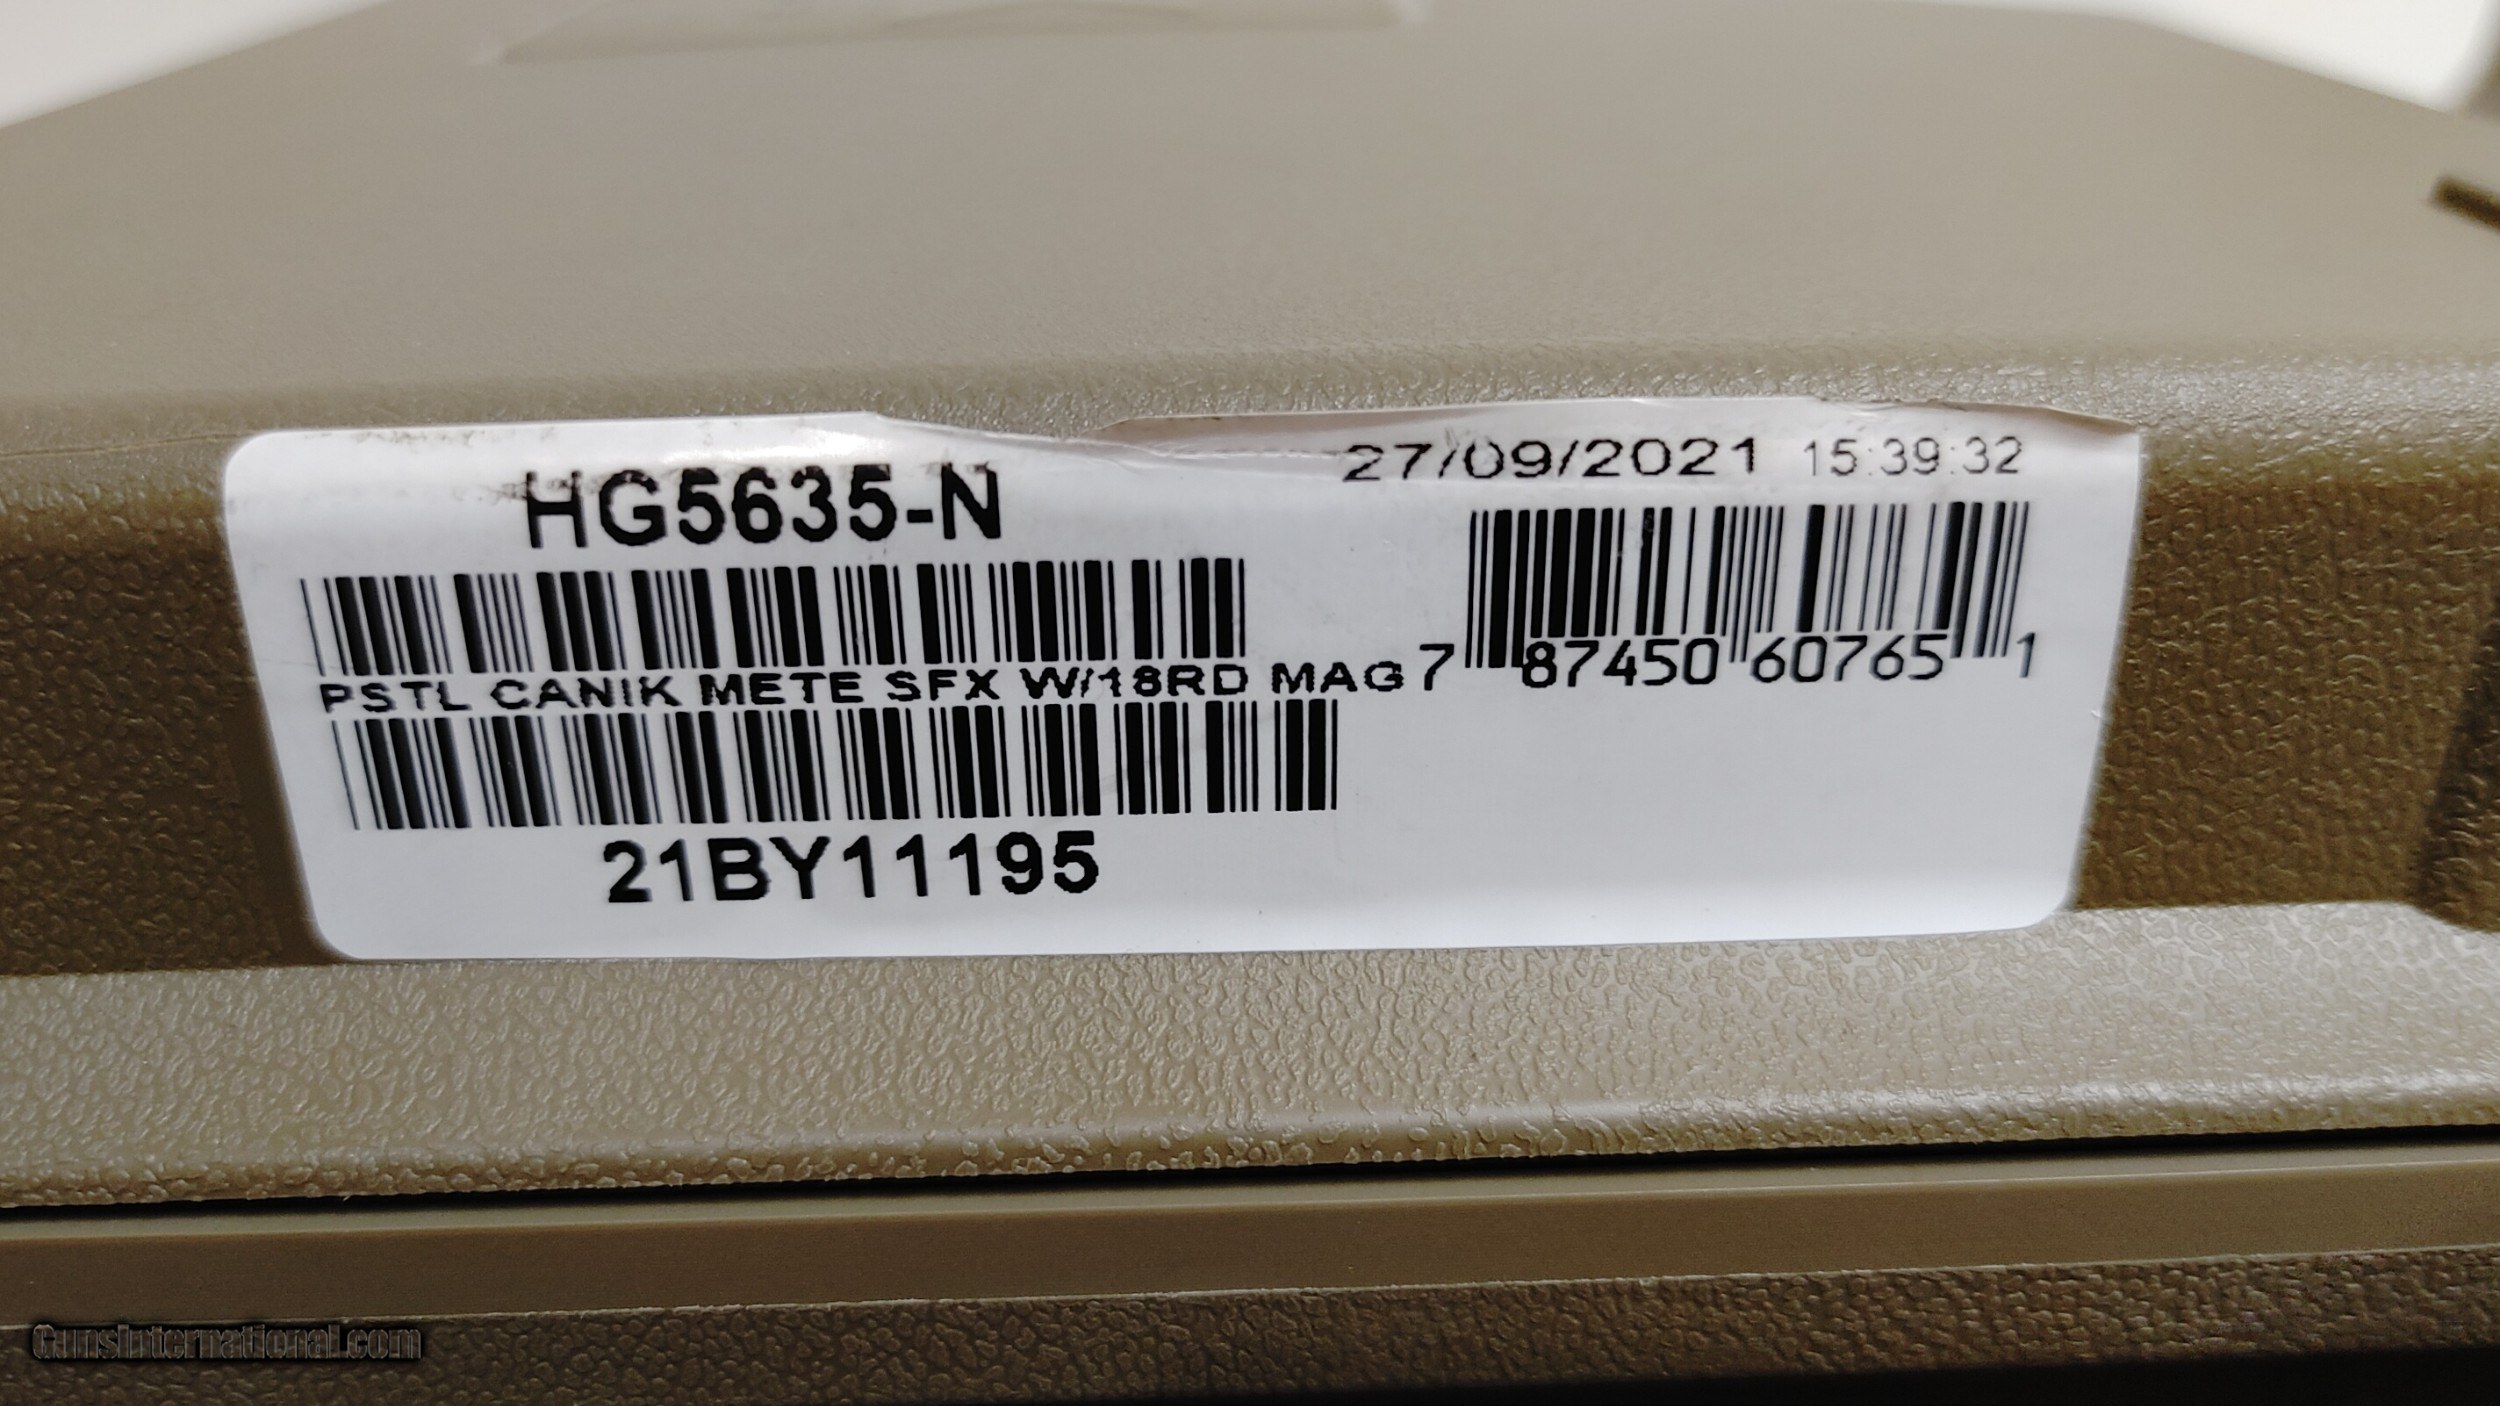 HG5635-N
27/09/2021 15:39:32
PSTL CANIK METE SFX W/18RD MAG
7 87450 60765 1
21BY11195
GunsInternational.com